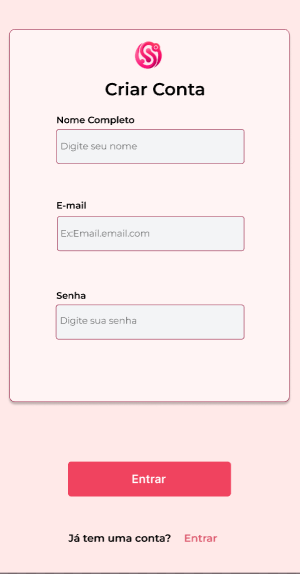 Criar Conta
Nome Completo
Digite seu nome
E-mail
Ex:Email.email.com
Senha
Digite sua senha
Entrar
Já tem uma conta? Entrar